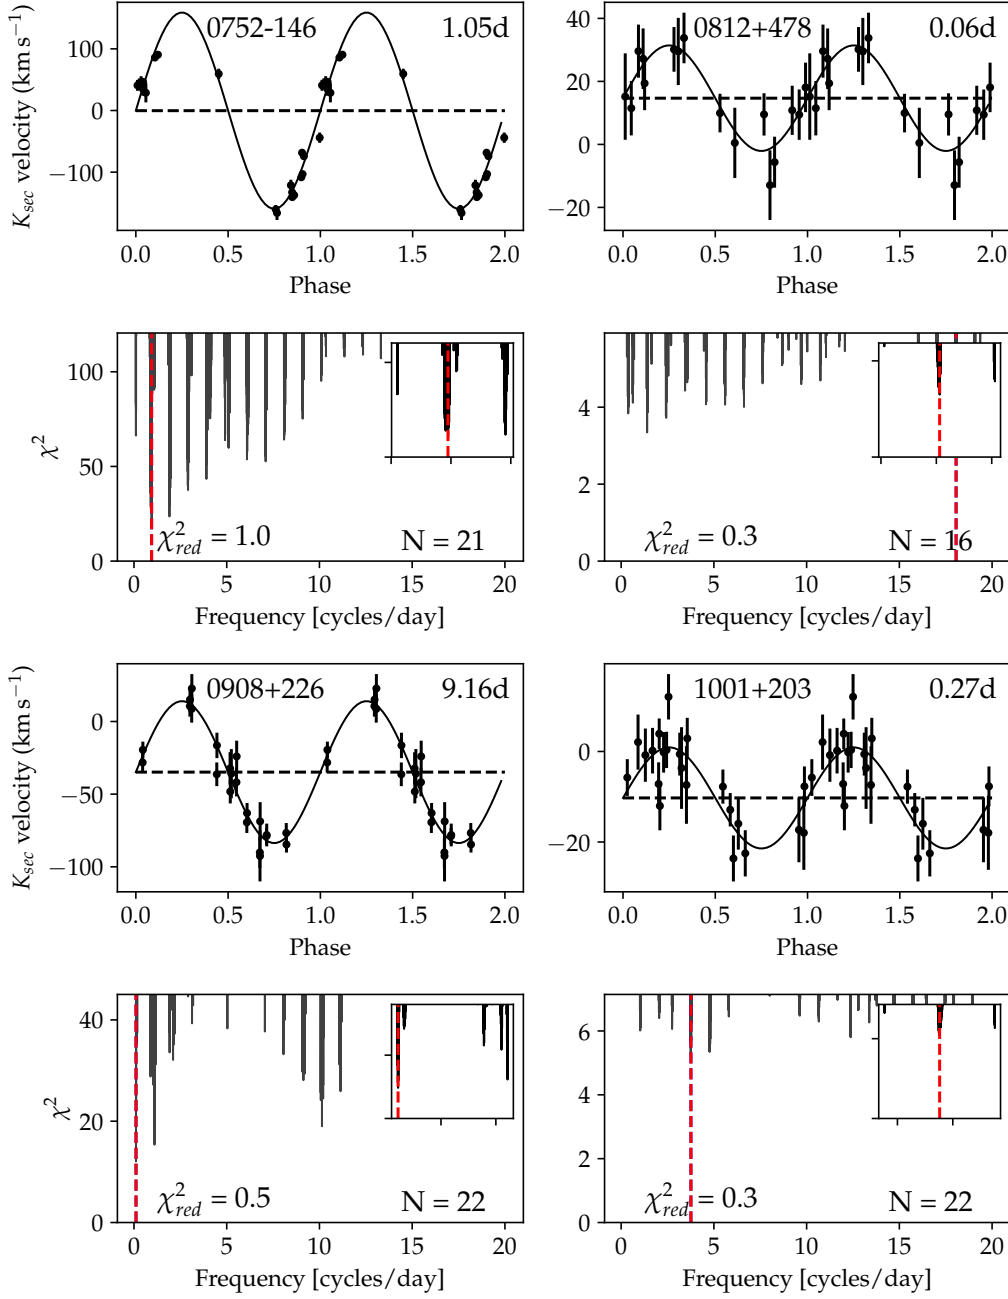 0752-146 1.05d
K_sec velocity (km s⁻¹)
100
0
−100
0.0 0.5 1.0 1.5 2.0
Phase
0812+478 0.06d
40
20
0
−20
0.0 0.5 1.0 1.5 2.0
Phase
χ²
100
50
0
χ²_red = 1.0 N = 21
0 5 10 15 20
Frequency [cycles/day]
4
2
0
χ²_red = 0.3 N = 16
0 5 10 15 20
Frequency [cycles/day]
0908+226 9.16d
K_sec velocity (km s⁻¹)
0
−50
−100
0.0 0.5 1.0 1.5 2.0
Phase
1001+203 0.27d
0
−20
0.0 0.5 1.0 1.5 2.0
Phase
χ²
40
20
0
χ²_red = 0.5 N = 22
0 5 10 15 20
Frequency [cycles/day]
6
4
2
0
χ²_red = 0.3 N = 22
0 5 10 15 20
Frequency [cycles/day]